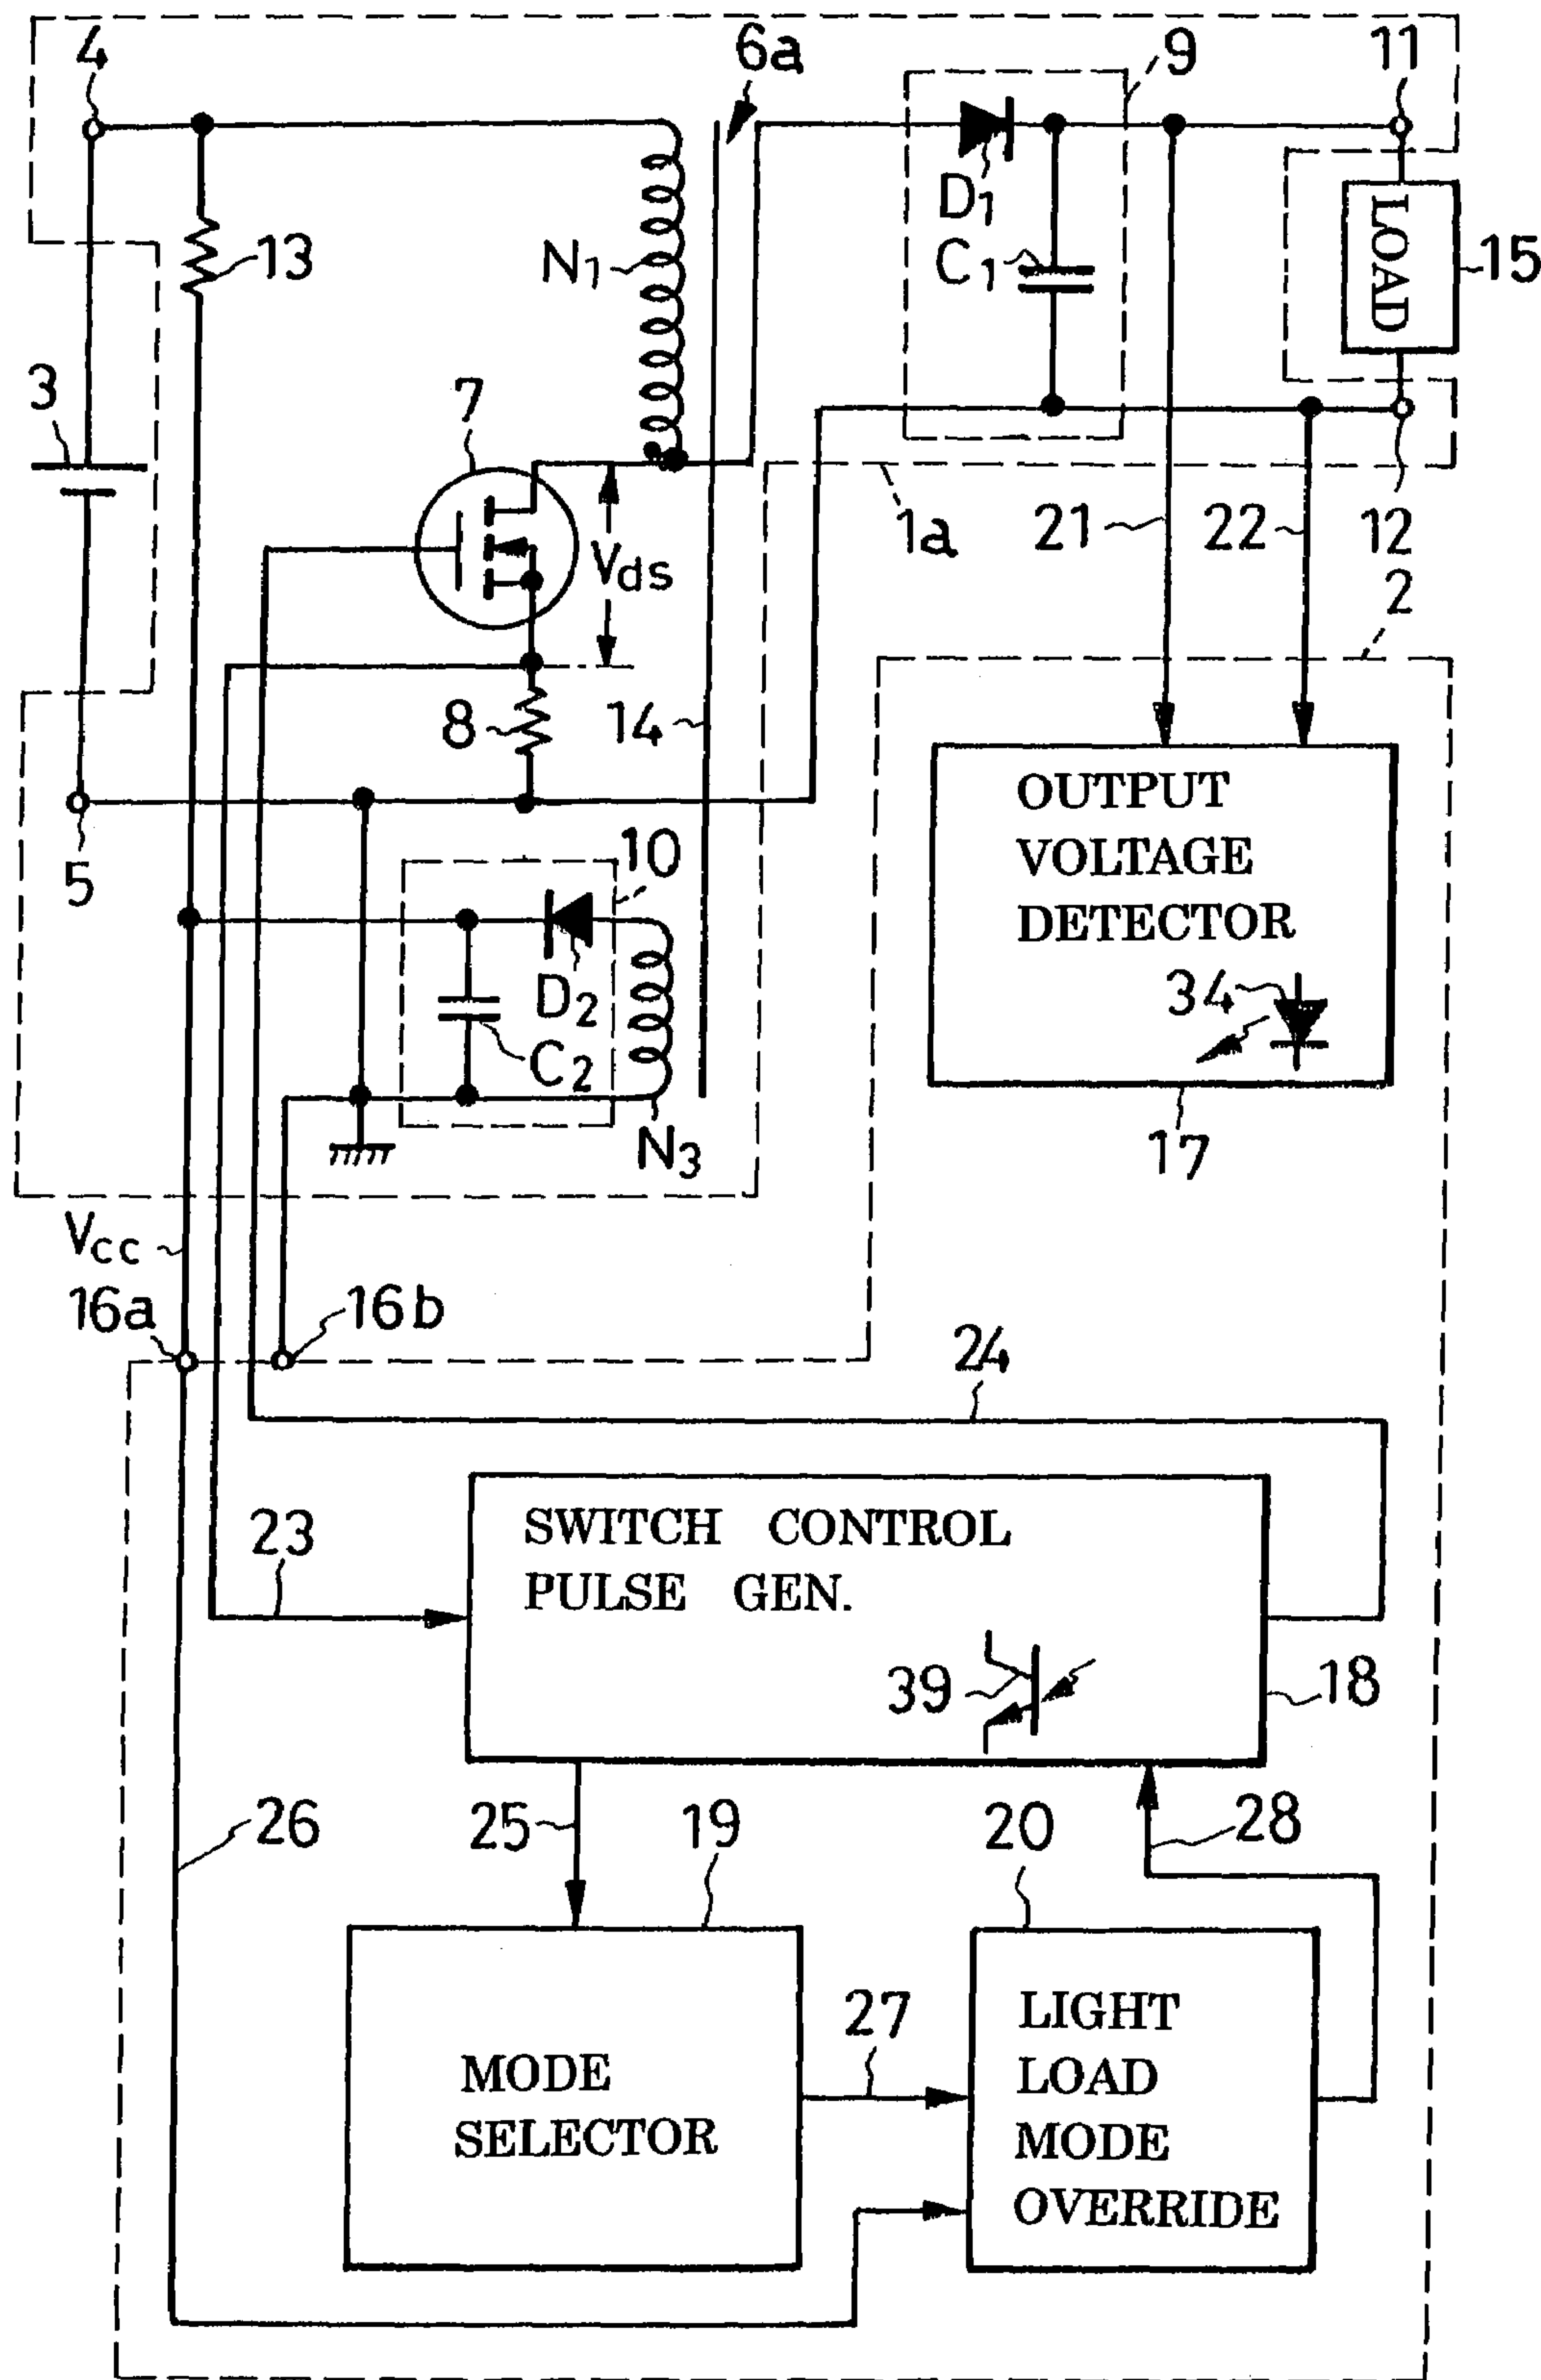 4
6a
9
11
13
N1
D1
C1
LOAD
15
3
7
Vds
1a
21
22
12
2
8
14
5
10
OUTPUT
VOLTAGE
DETECTOR
34
D2
C2
N3
17
Vcc
16a
16b
24
23
SWITCH CONTROL
PULSE GEN.
39
18
26
25
19
20
28
MODE
SELECTOR
27
LIGHT
LOAD
MODE
OVERRIDE